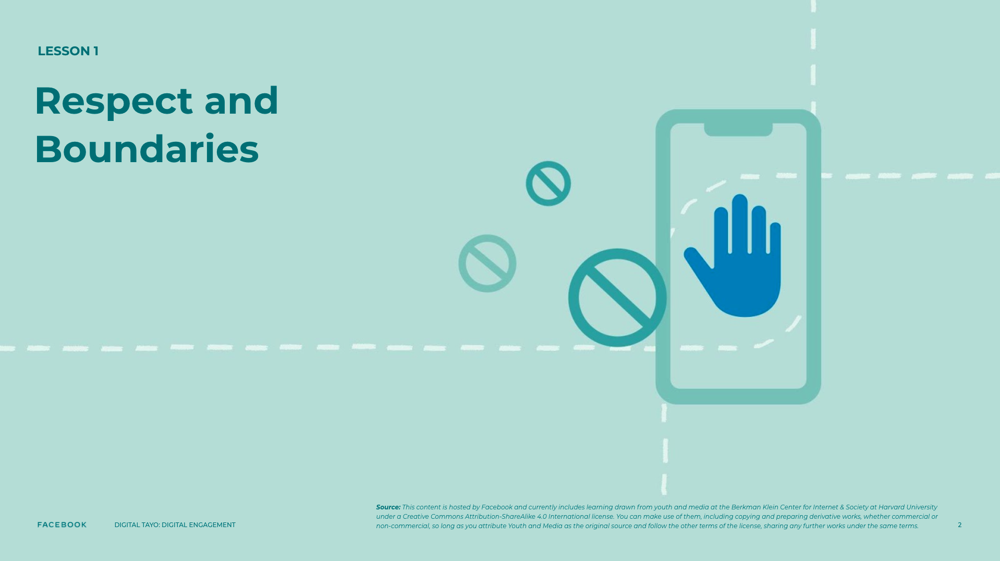 LESSON 1
Respect and
Boundaries
Source: This content is hosted by Facebook and currently includes learning drawn from youth and media at the Berkman Klein Center for Internet & Society at Harvard University
under a Creative Commons Attribution-ShareAlike 4.0 International license. You can make use of them, including copying and preparing derivative works, whether commercial or
non-commercial, so long as you attribute Youth and Media as the original source and follow the other terms of the license, sharing any further works under the same terms.
FACEBOOK
DIGITAL TAYO: DIGITAL ENGAGEMENT
2